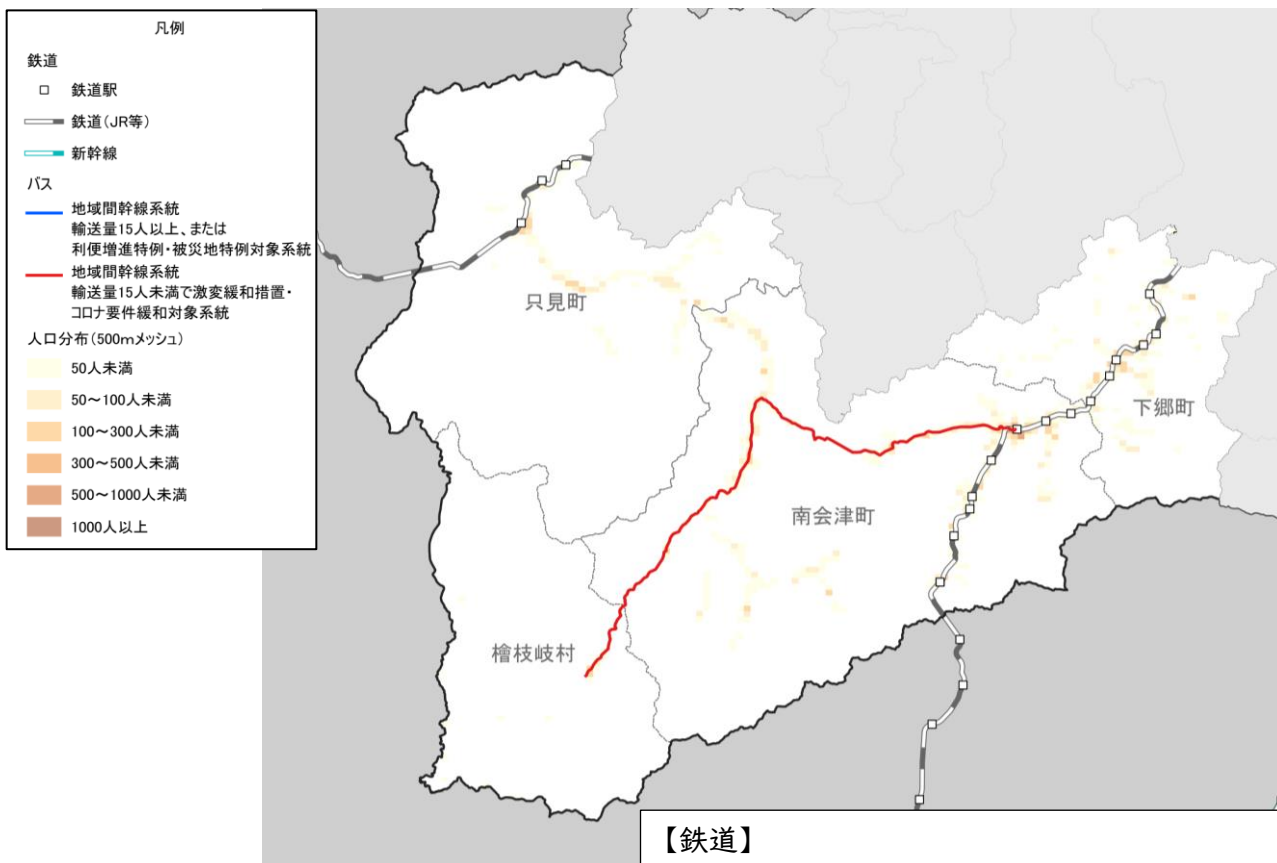 凡例
鉄道
鉄道駅
鉄道（JR等）
新幹線
バス
地域間幹線系統
輸送量15人以上、または
利便増進特例・被災地特例対象系統
地域間幹線系統
輸送量15人未満で激変緩和措置・
コロナ要件緩和対象系統
人口分布（500mメッシュ）
50人未満
50～100人未満
100～300人未満
300～500人未満
500～1000人未満
1000人以上
只見町
下郷町
南会津町
檜枝岐村
【鉄道】